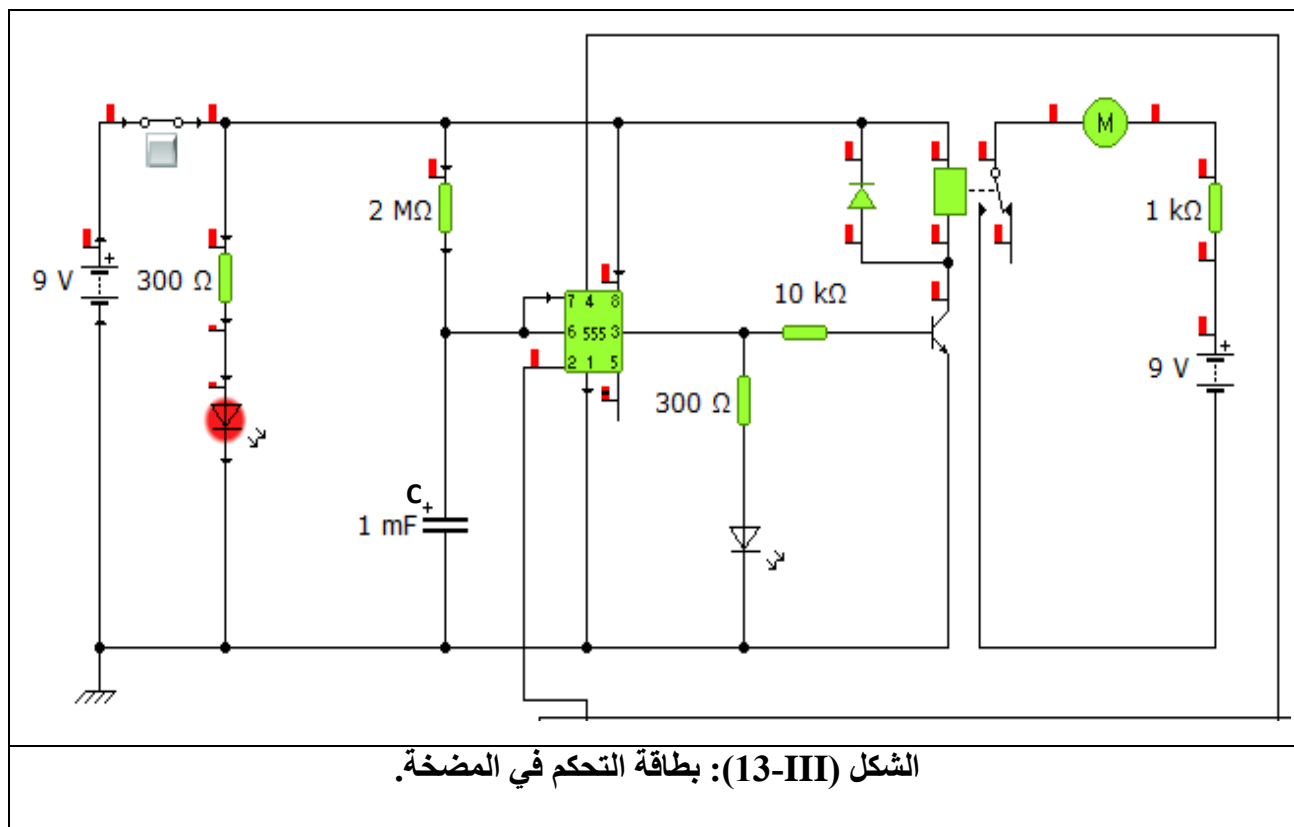 M
2 MΩ
1 kΩ
9 V
+
300 Ω
10 kΩ
7 4 8
6 555 3
2 1 5
+
9 V
300 Ω
C
+
1 mF
الشكل (13-III): بطاقة التحكم في المضخة.